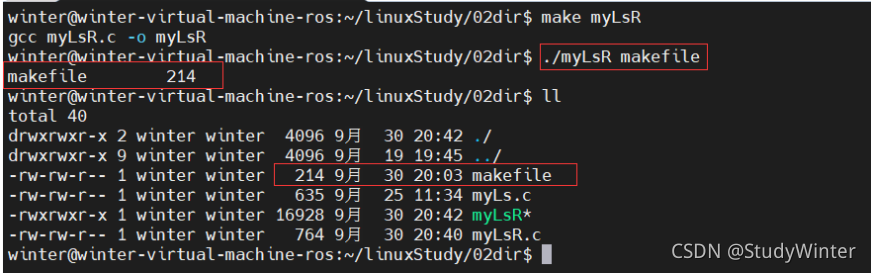 winter@winter-virtual-machine-ros:~/linuxStudy/02dir$ make myLsR
gcc myLsR.c -o myLsR
winter@winter-virtual-machine-ros:~/linuxStudy/02dir$ ./myLsR makefile
makefile        214
winter@winter-virtual-machine-ros:~/linuxStudy/02dir$ ll
total 40
drwxrwxr-x 2 winter winter  4096 9月  30 20:42 ./
drwxrwxr-x 9 winter winter  4096 9月  19 19:45 ../
-rw-rw-r-- 1 winter winter   214 9月  30 20:03 makefile
-rw-rw-r-- 1 winter winter   635 9月  25 11:34 myLs.c
-rwxrwxr-x 1 winter winter 16928 9月  30 20:42 myLsR*
-rw-rw-r-- 1 winter winter   764 9月  30 20:40 myLsR.c
winter@winter-virtual-machine-ros:~/linuxStudy/02dir$
CSDN @StudyWinter